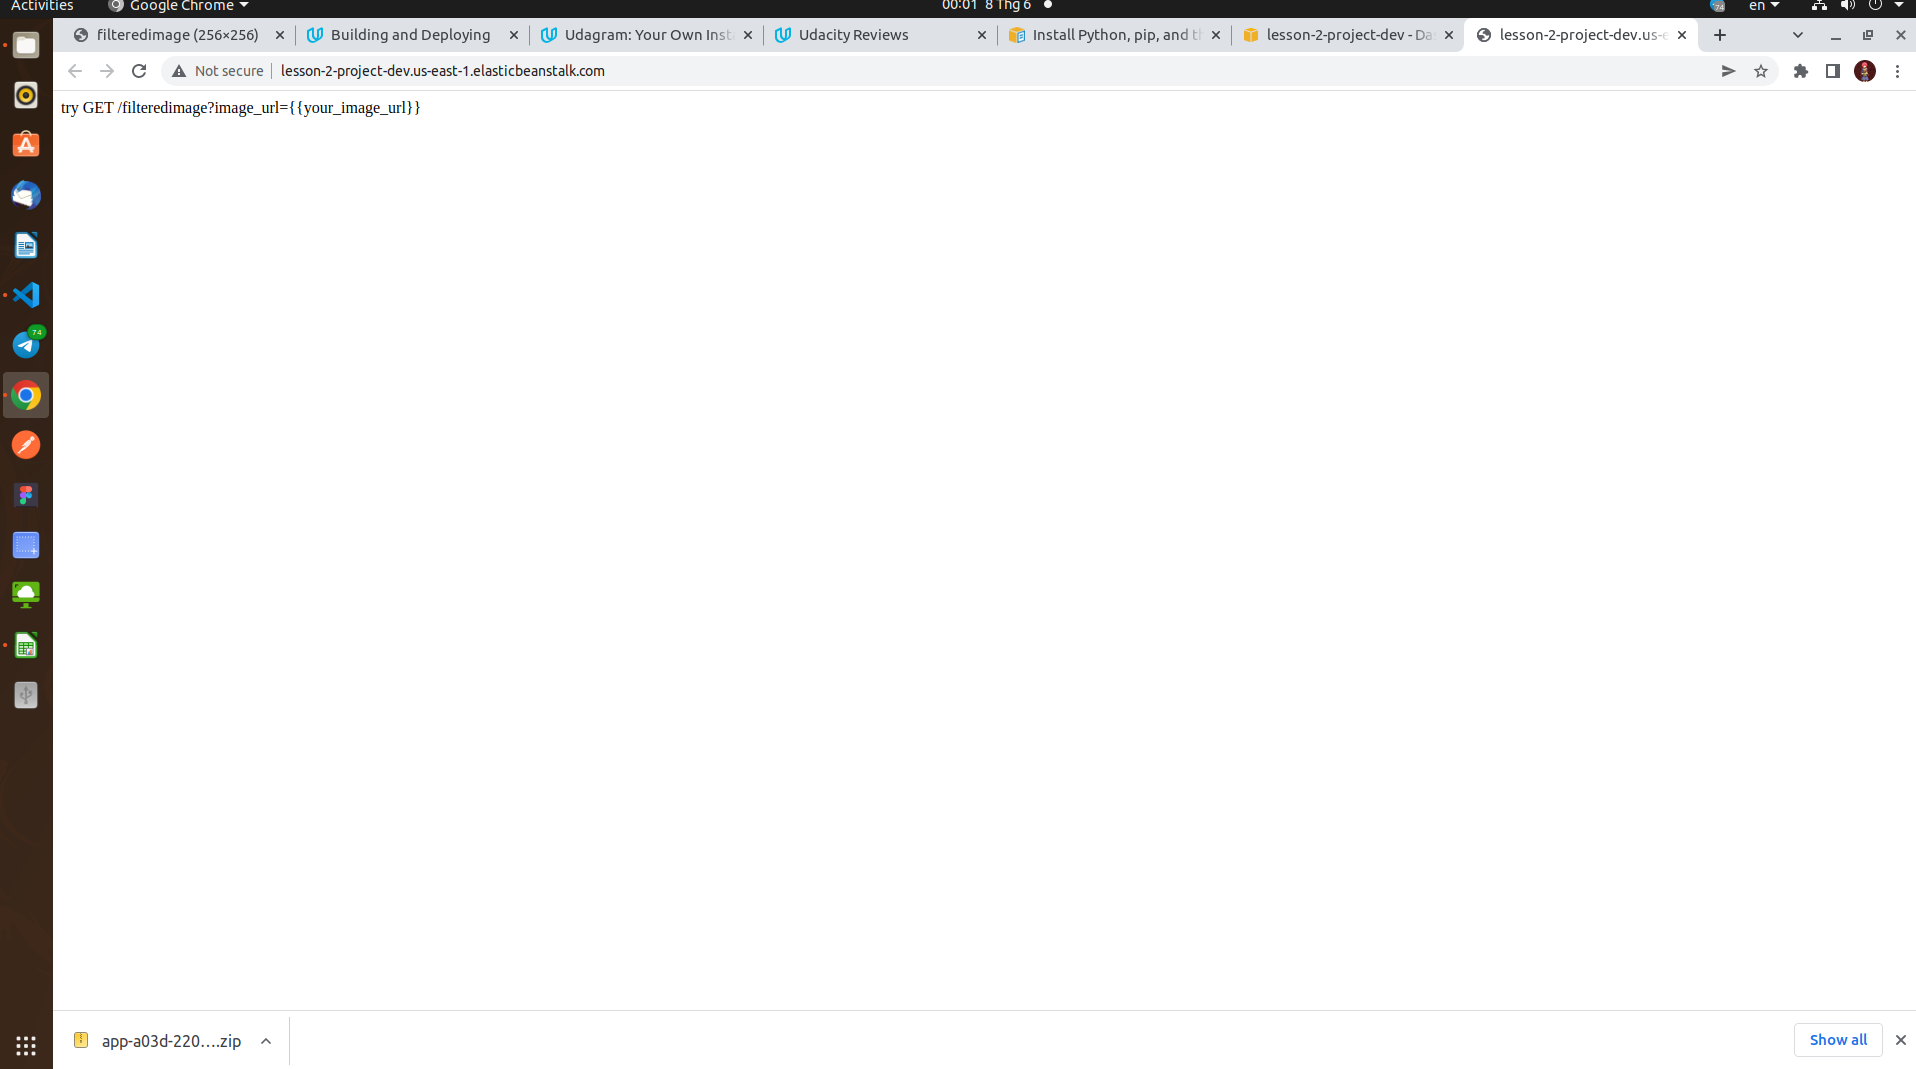 Activities
Google Chrome
00:01 8 Thg 6
74
en
filteredimage (256×256)
Building and Deploying
Udagram: Your Own Inst
Udacity Reviews
Install Python, pip, and t
lesson-2-project-dev - Da
lesson-2-project-dev.us-e
Not secure
lesson-2-project-dev.us-east-1.elasticbeanstalk.com
try GET /filteredimage?image_url={{your_image_url}}
74
app-a03d-220....zip
Show all